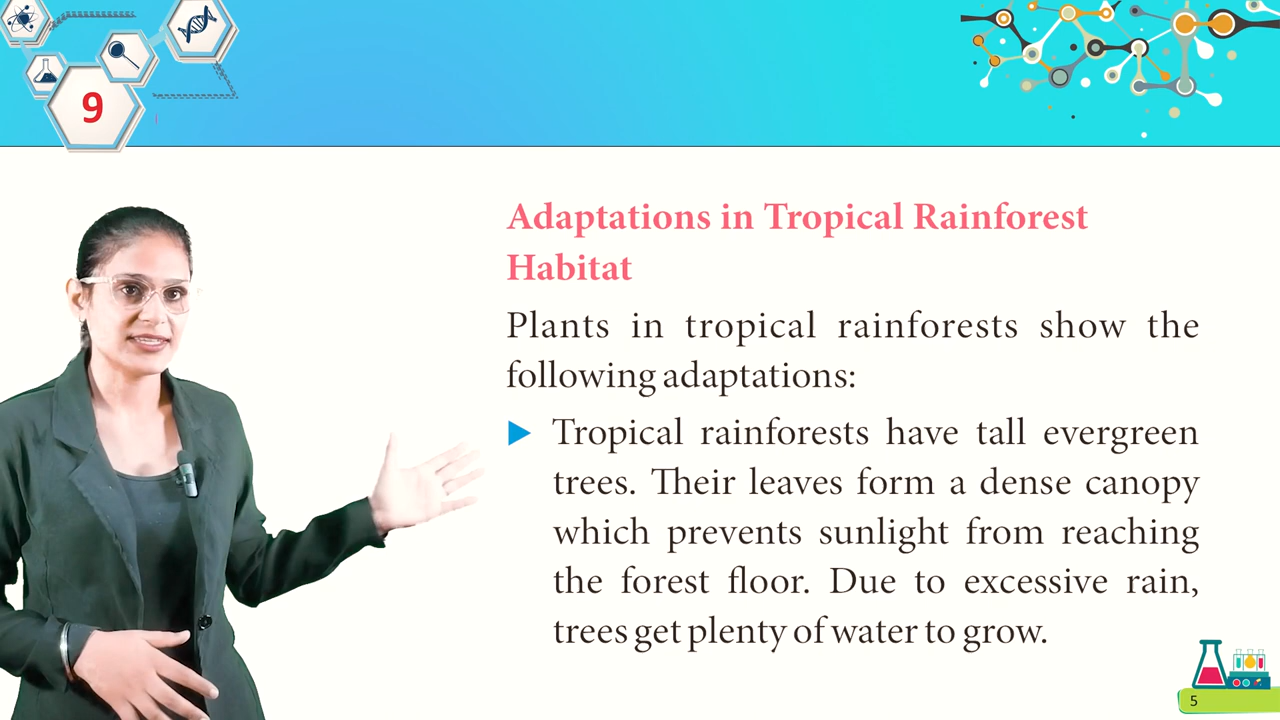 9
Adaptations in Tropical Rainforest
Habitat
Plants in tropical rainforests show the
following adaptations:
Tropical rainforests have tall evergreen
trees. Their leaves form a dense canopy
which prevents sunlight from reaching
the forest floor. Due to excessive rain,
trees get plenty of water to grow.
5